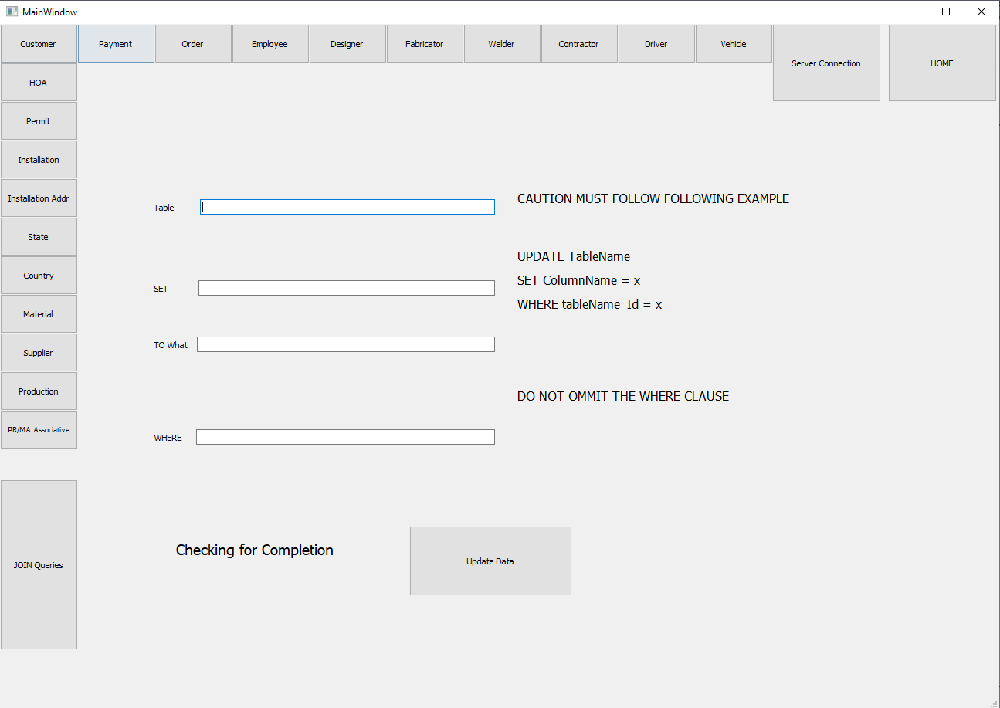 MainWindow
Customer
Payment
Order
Employee
Designer
Fabricator
Welder
Contractor
Driver
Vehicle
Server Connection
HOME
HOA
Permit
Installation
Installation Addr
State
Country
Material
Supplier
Production
PR/MA Associative
JOIN Queries
Table
SET
TO What
WHERE
CAUTION MUST FOLLOW FOLLOWING EXAMPLE
UPDATE TableName
SET ColumnName = x
WHERE tableName_Id = x
DO NOT OMMIT THE WHERE CLAUSE
Checking for Completion
Update Data